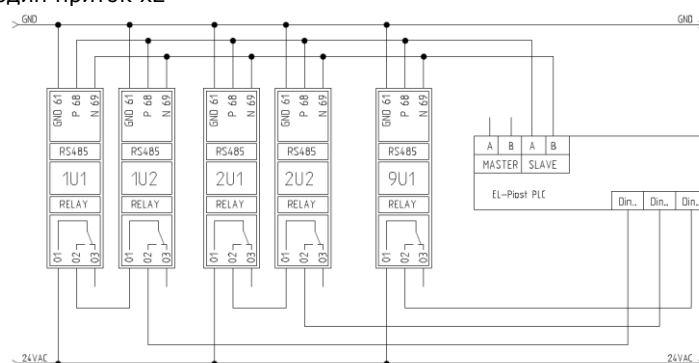 один приток x2
GND GND
GND 61 P 68 N 69 GND 61 P 68 N 69 GND 61 P 68 N 69 GND 61 P 68 N 69 GND 61 P 68 N 69
RS485 RS485 RS485 RS485 RS485 A B A B
MASTER SLAVE
1U1 1U2 2U1 2U2 9U1
EL-Piast PLC
RELAY RELAY RELAY RELAY RELAY Din.. Din.. Din..
01 02 03 01 02 03 01 02 03 01 02 03 01 02 03
24VAC 24VAC